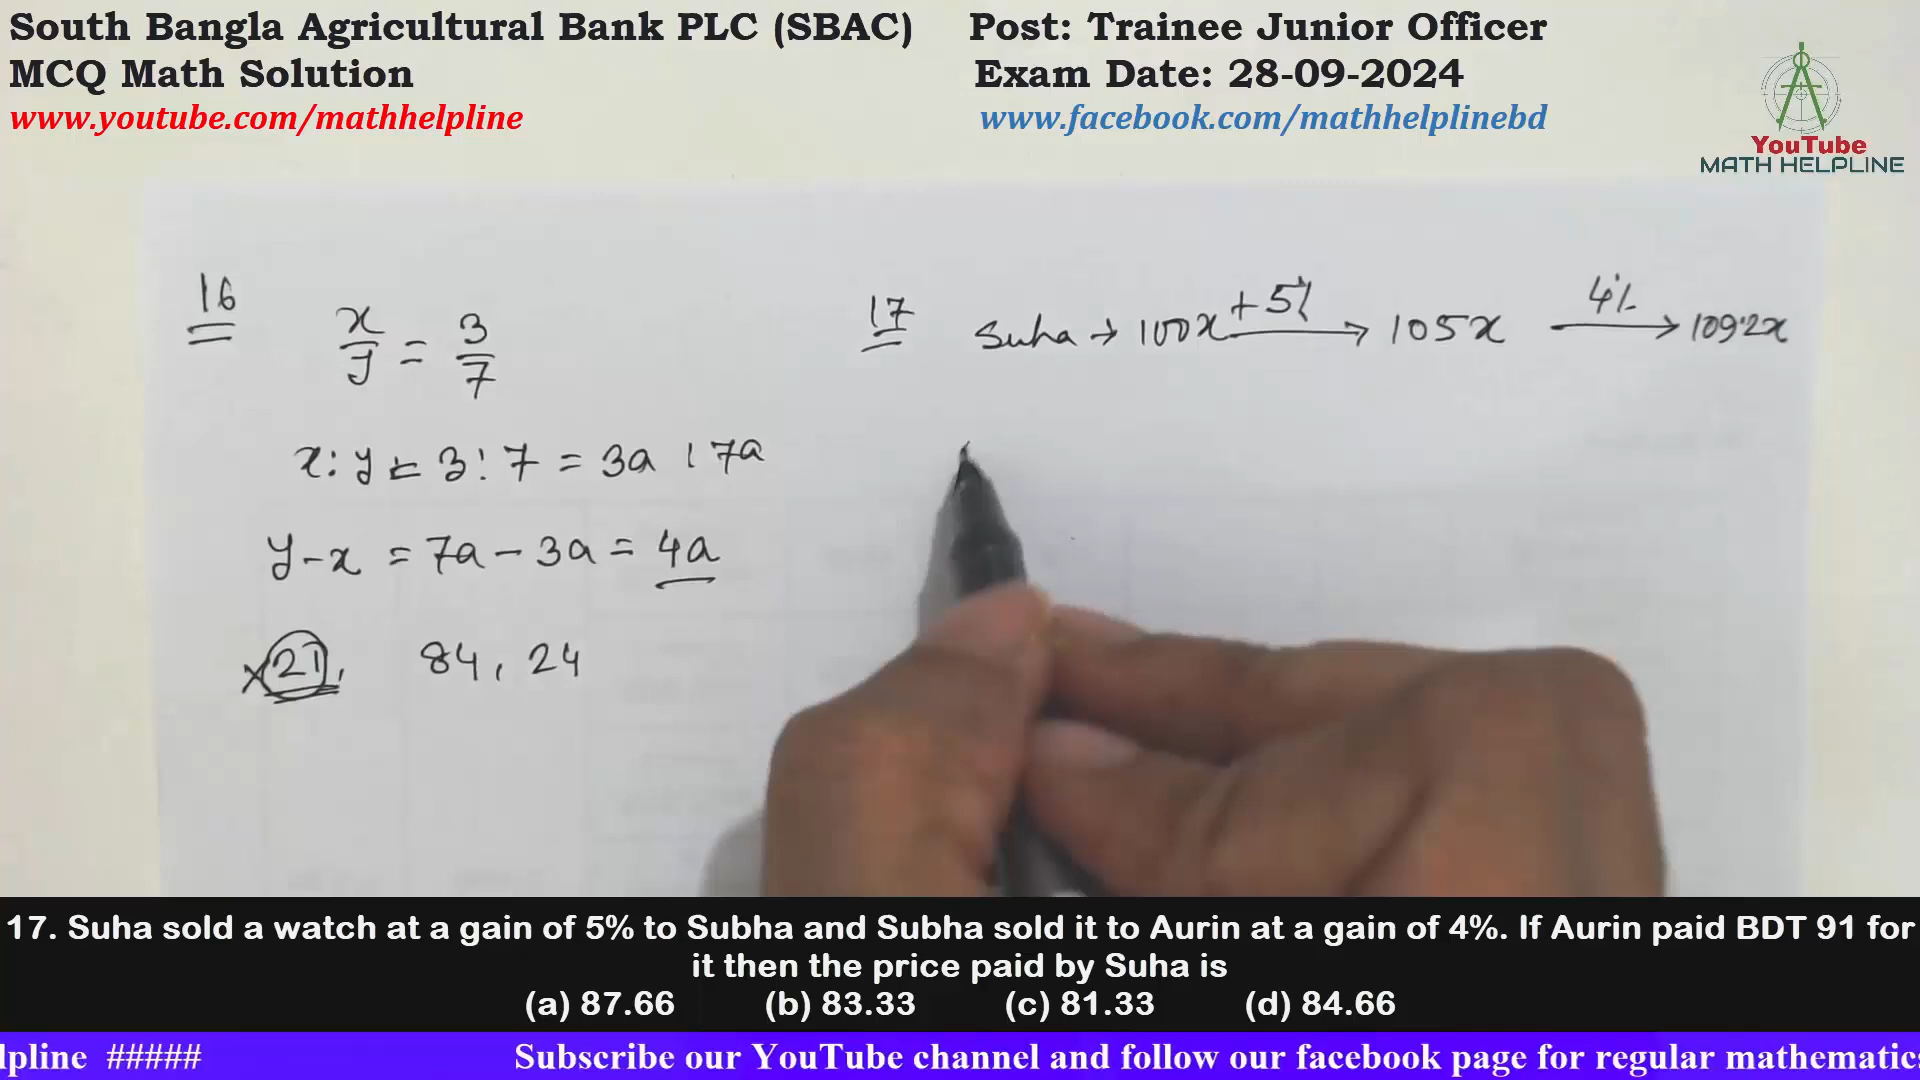 South Bangla Agricultural Bank PLC (SBAC) Post: Trainee Junior Officer
MCQ Math Solution Exam Date: 28-09-2024
www.youtube.com/mathhelpline www.facebook.com/mathhelplinebd
YouTube
MATH HELPLINE
16
x/y = 3/7
x:y = 3:7 = 3a : 7a
y-x = 7a-3a = 4a
×21, 84, 24
17 Suha → 100x +5% → 105x 4% → 109.2x
17. Suha sold a watch at a gain of 5% to Subha and Subha sold it to Aurin at a gain of 4%. If Aurin paid BDT 91 for
it then the price paid by Suha is
(a) 87.66 (b) 83.33 (c) 81.33 (d) 84.66
lpline ##### Subscribe our YouTube channel and follow our facebook page for regular mathematics